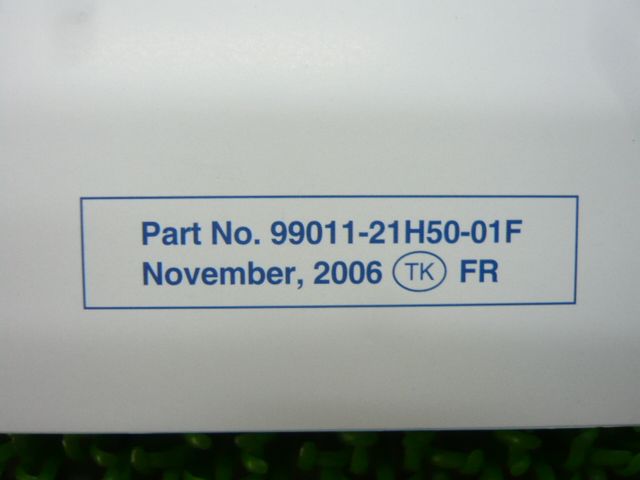 Part No. 99011-21H50-01F
November, 2006 TK FR